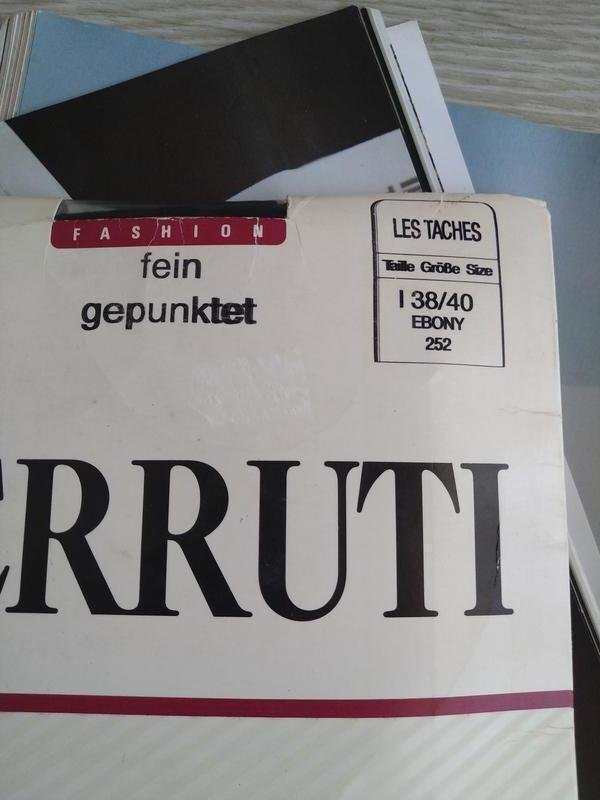 FASHION
fein
gepunktet
LES TACHES
Taille Größe Size
I 38/40
EBONY
252
ERRUTI